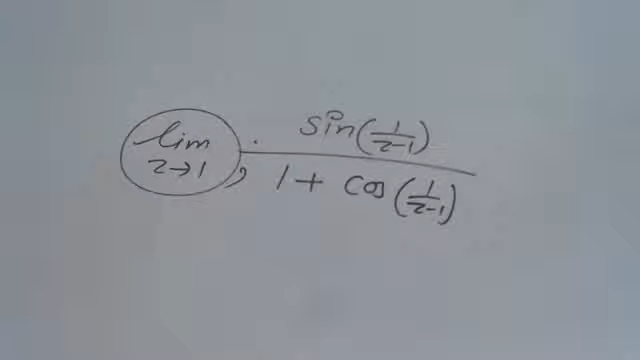 lim z→1 sin(1/(z-1)) / (1 + cos(1/(z-1)))